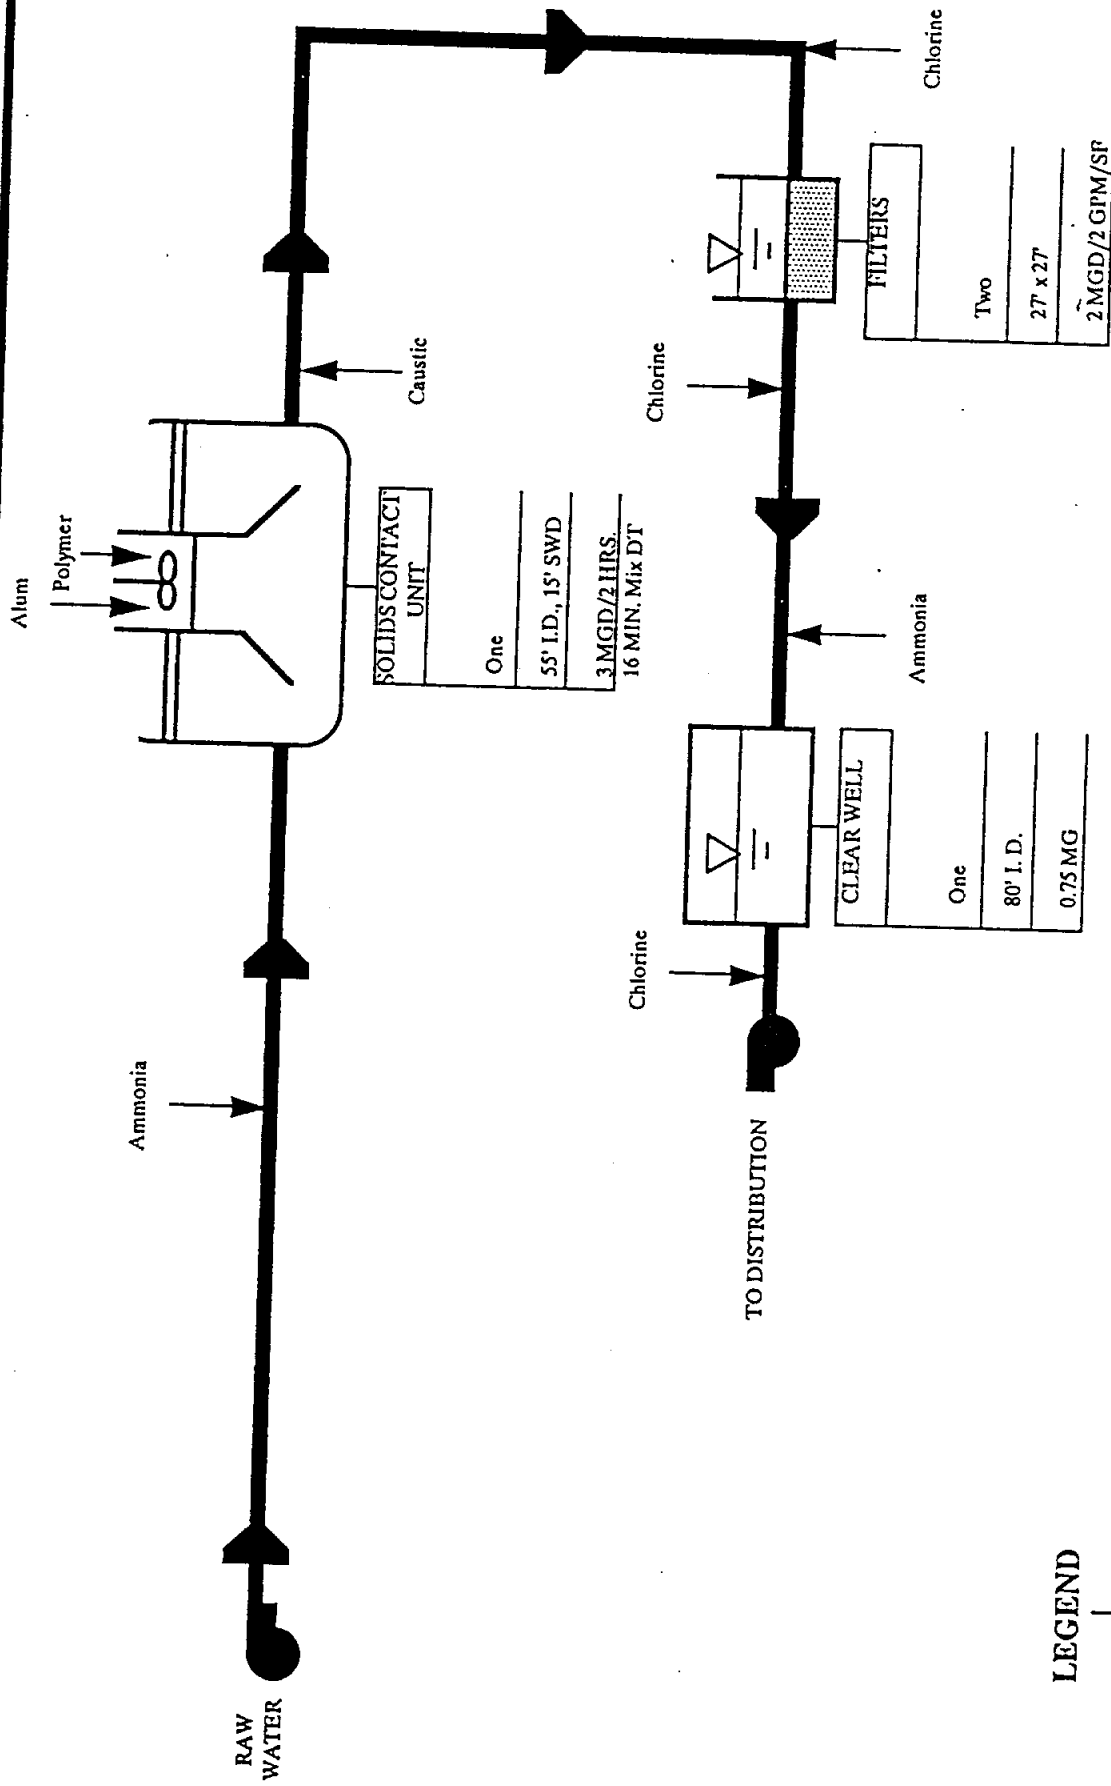 RAW
WATER
Ammonia
Alum
Polymer
SOLIDS CONTACT
UNIT
One
55' I.D., 15' SWD
3 MGD/2 HRS.
16 MIN. Mix DT
Caustic
Chlorine
FILTERS
Two
27' x 27'
2 MGD/2 GPM/SF
Chlorine
Ammonia
CLEAR WELL
One
80' I. D.
0.75 MG
Chlorine
TO DISTRIBUTION
LEGEND